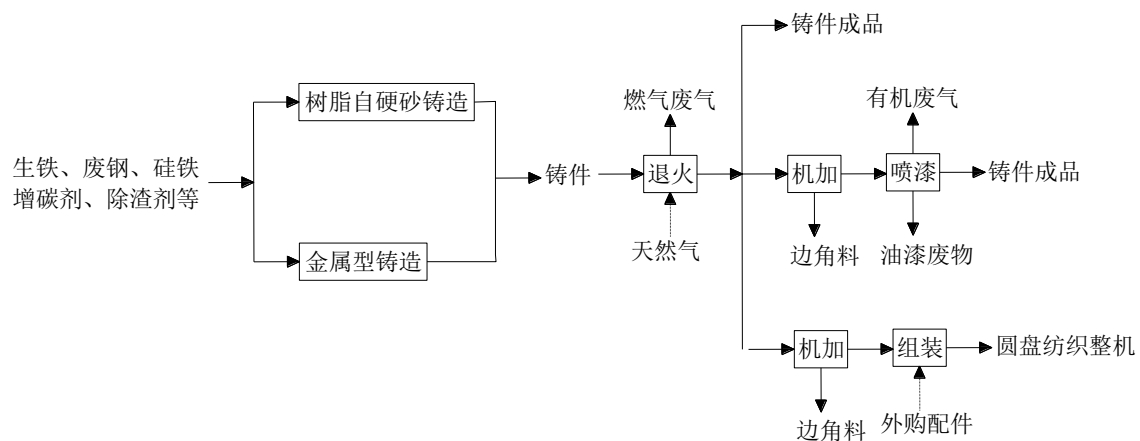 铸件成品
树脂自硬砂铸造
燃气废气
有机废气
生铁、废钢、硅铁
增碳剂、除渣剂等
铸件
退火
机加
喷漆
铸件成品
金属型铸造
天然气
边角料
油漆废物
机加
组装
圆盘纺织整机
边角料
外购配件